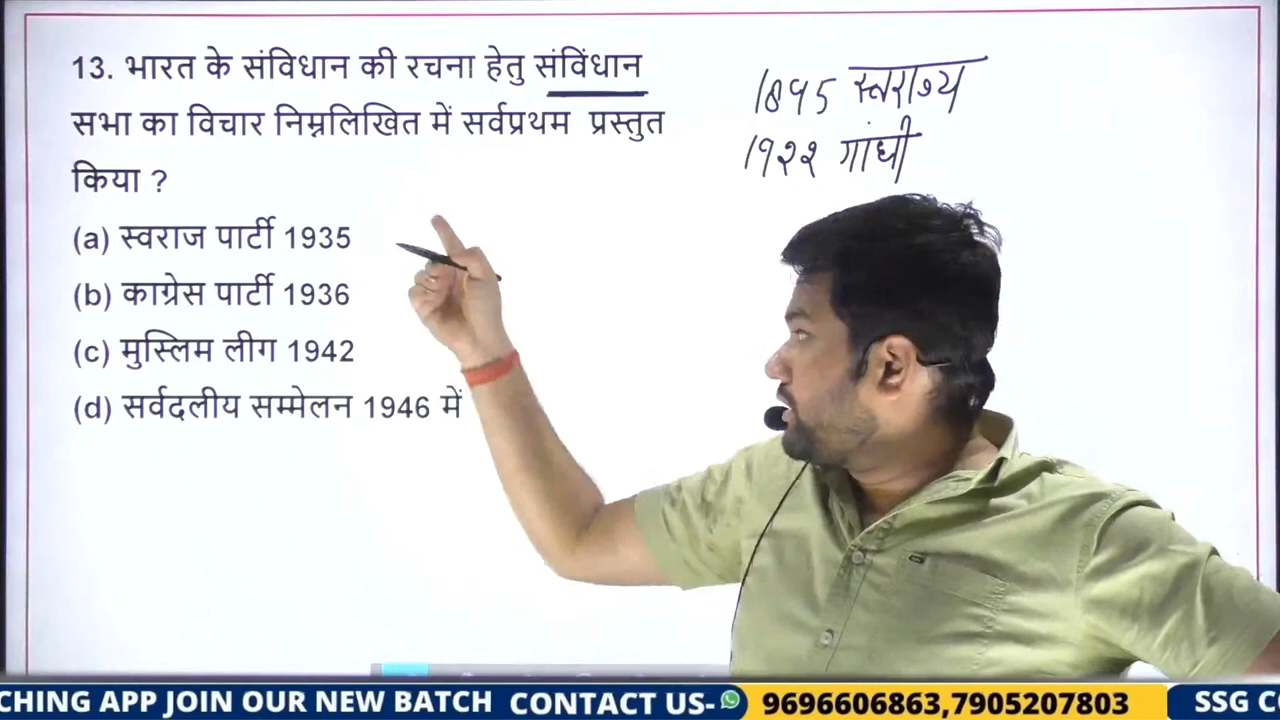 13. भारत के संविधान की रचना हेतु संविंधान
सभा का विचार निम्नलिखित में सर्वप्रथम प्रस्तुत
किया ?
(a) स्वराज पार्टी 1935
(b) काग्रेस पार्टी 1936
(c) मुस्लिम लीग 1942
(d) सर्वदलीय सम्मेलन 1946 में
1895 स्वराज्य
1922 गांधी
CHING APP JOIN OUR NEW BATCH CONTACT US- 9696606863,7905207803 SSG C